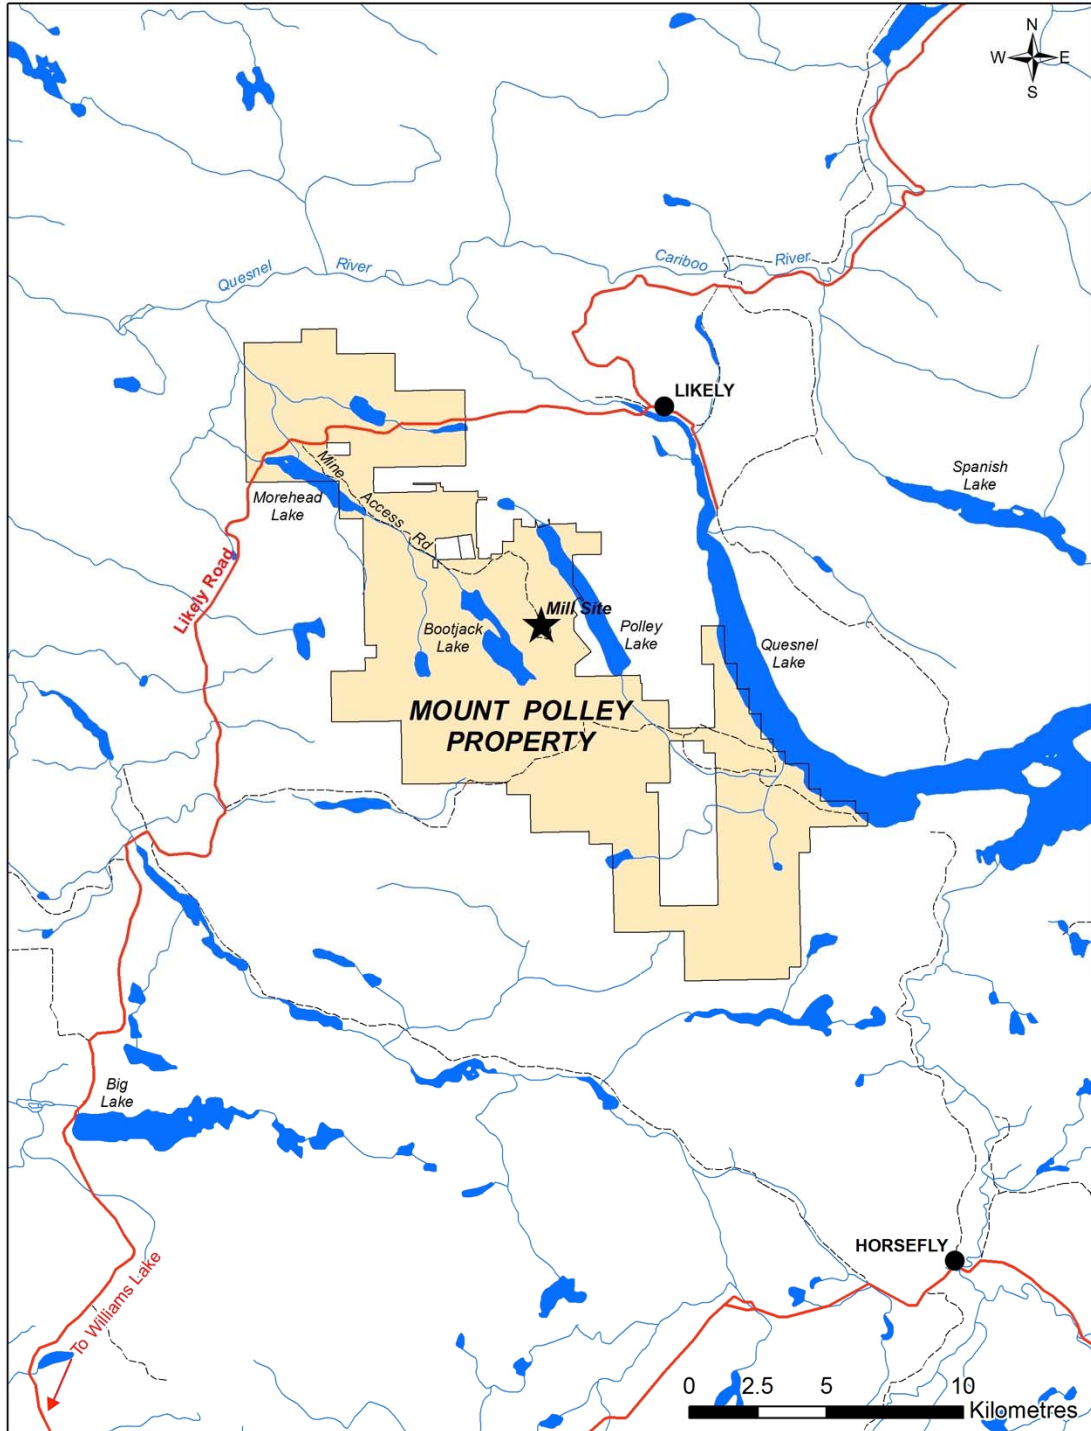 N
W E
S
Cariboo River
Quesnel River
LIKELY
Spanish
Lake
Mine Access Rd
Morehead
Lake
Likely Road
Mill Site
Bootjack
Lake
Polley
Lake
Quesnel
Lake
MOUNT POLLEY
PROPERTY
Big
Lake
HORSEFLY
To Williams Lake
0 2.5 5 10
Kilometres